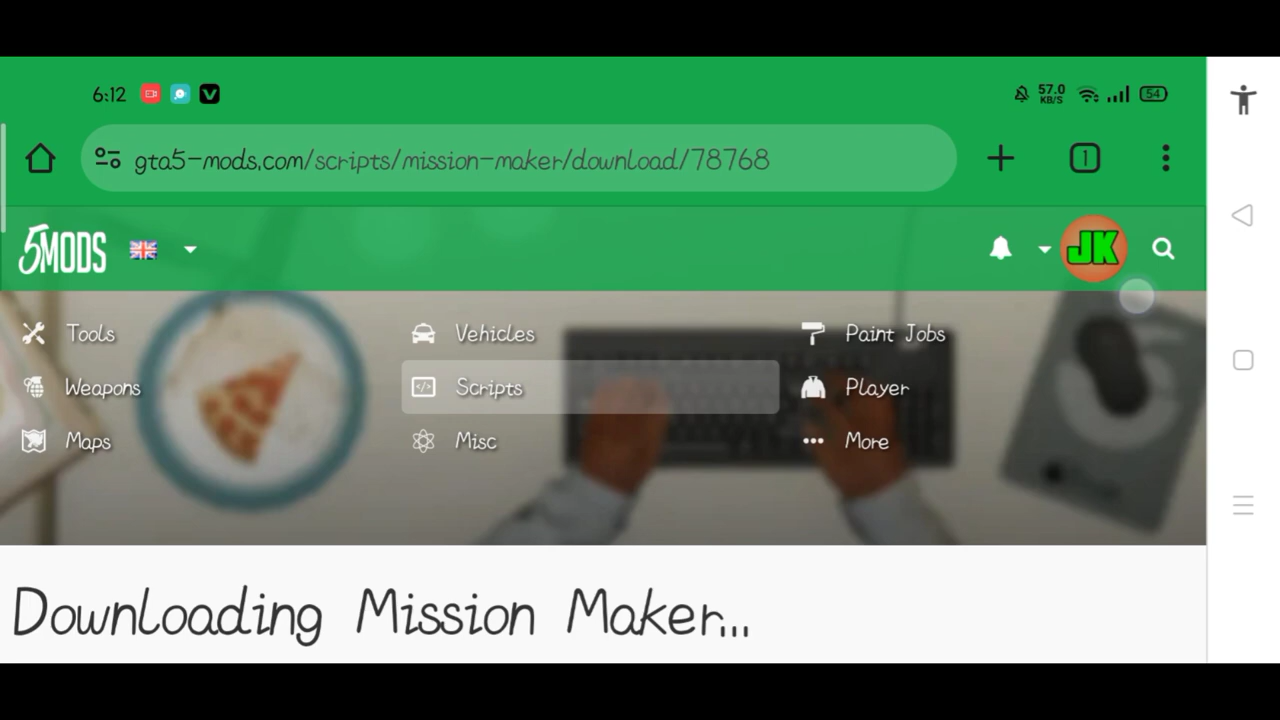 6:12 57.0 KB/S 54
gta5-mods.com/scripts/mission-maker/download/78768 1
5MODS JK
Tools Vehicles Paint Jobs
Weapons Scripts Player
Maps Misc More
Downloading Mission Maker...